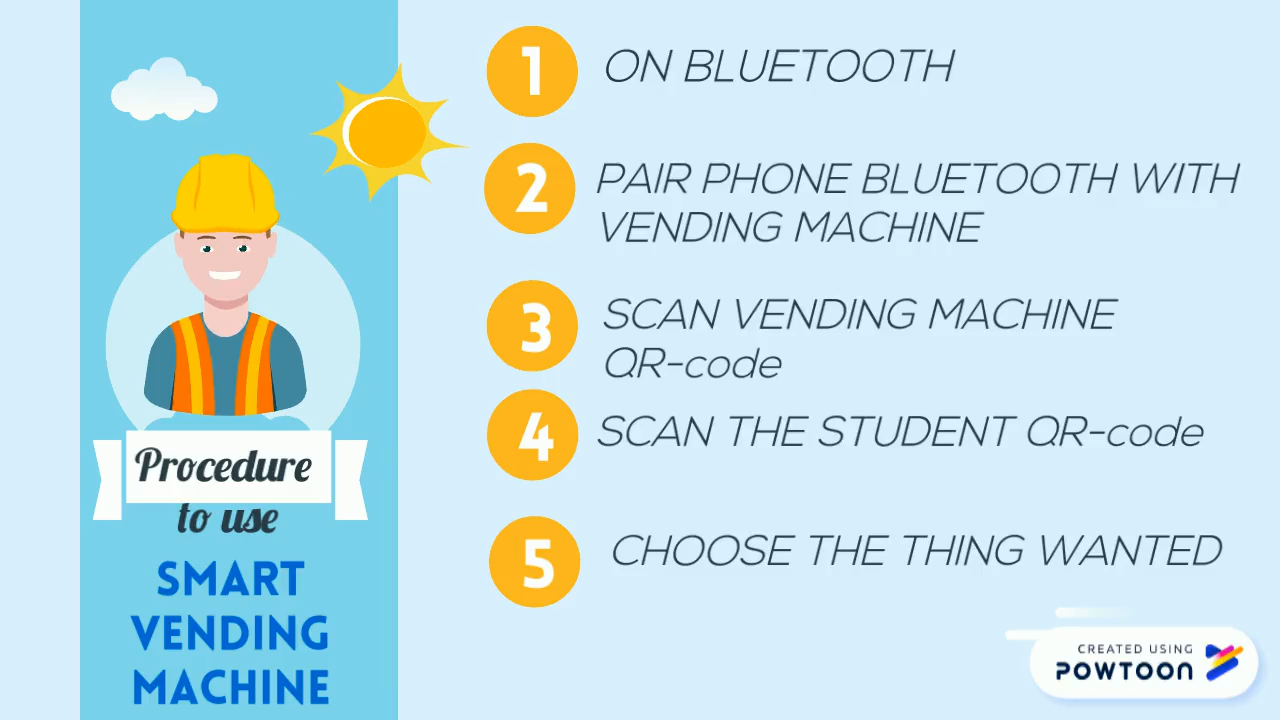 Procedure
to use
SMART
VENDING
MACHINE
1
ON BLUETOOTH
2
PAIR PHONE BLUETOOTH WITH
VENDING MACHINE
3
SCAN VENDING MACHINE
QR-code
4
SCAN THE STUDENT QR-code
5
CHOOSE THE THING WANTED
CREATED USING
POWTOON